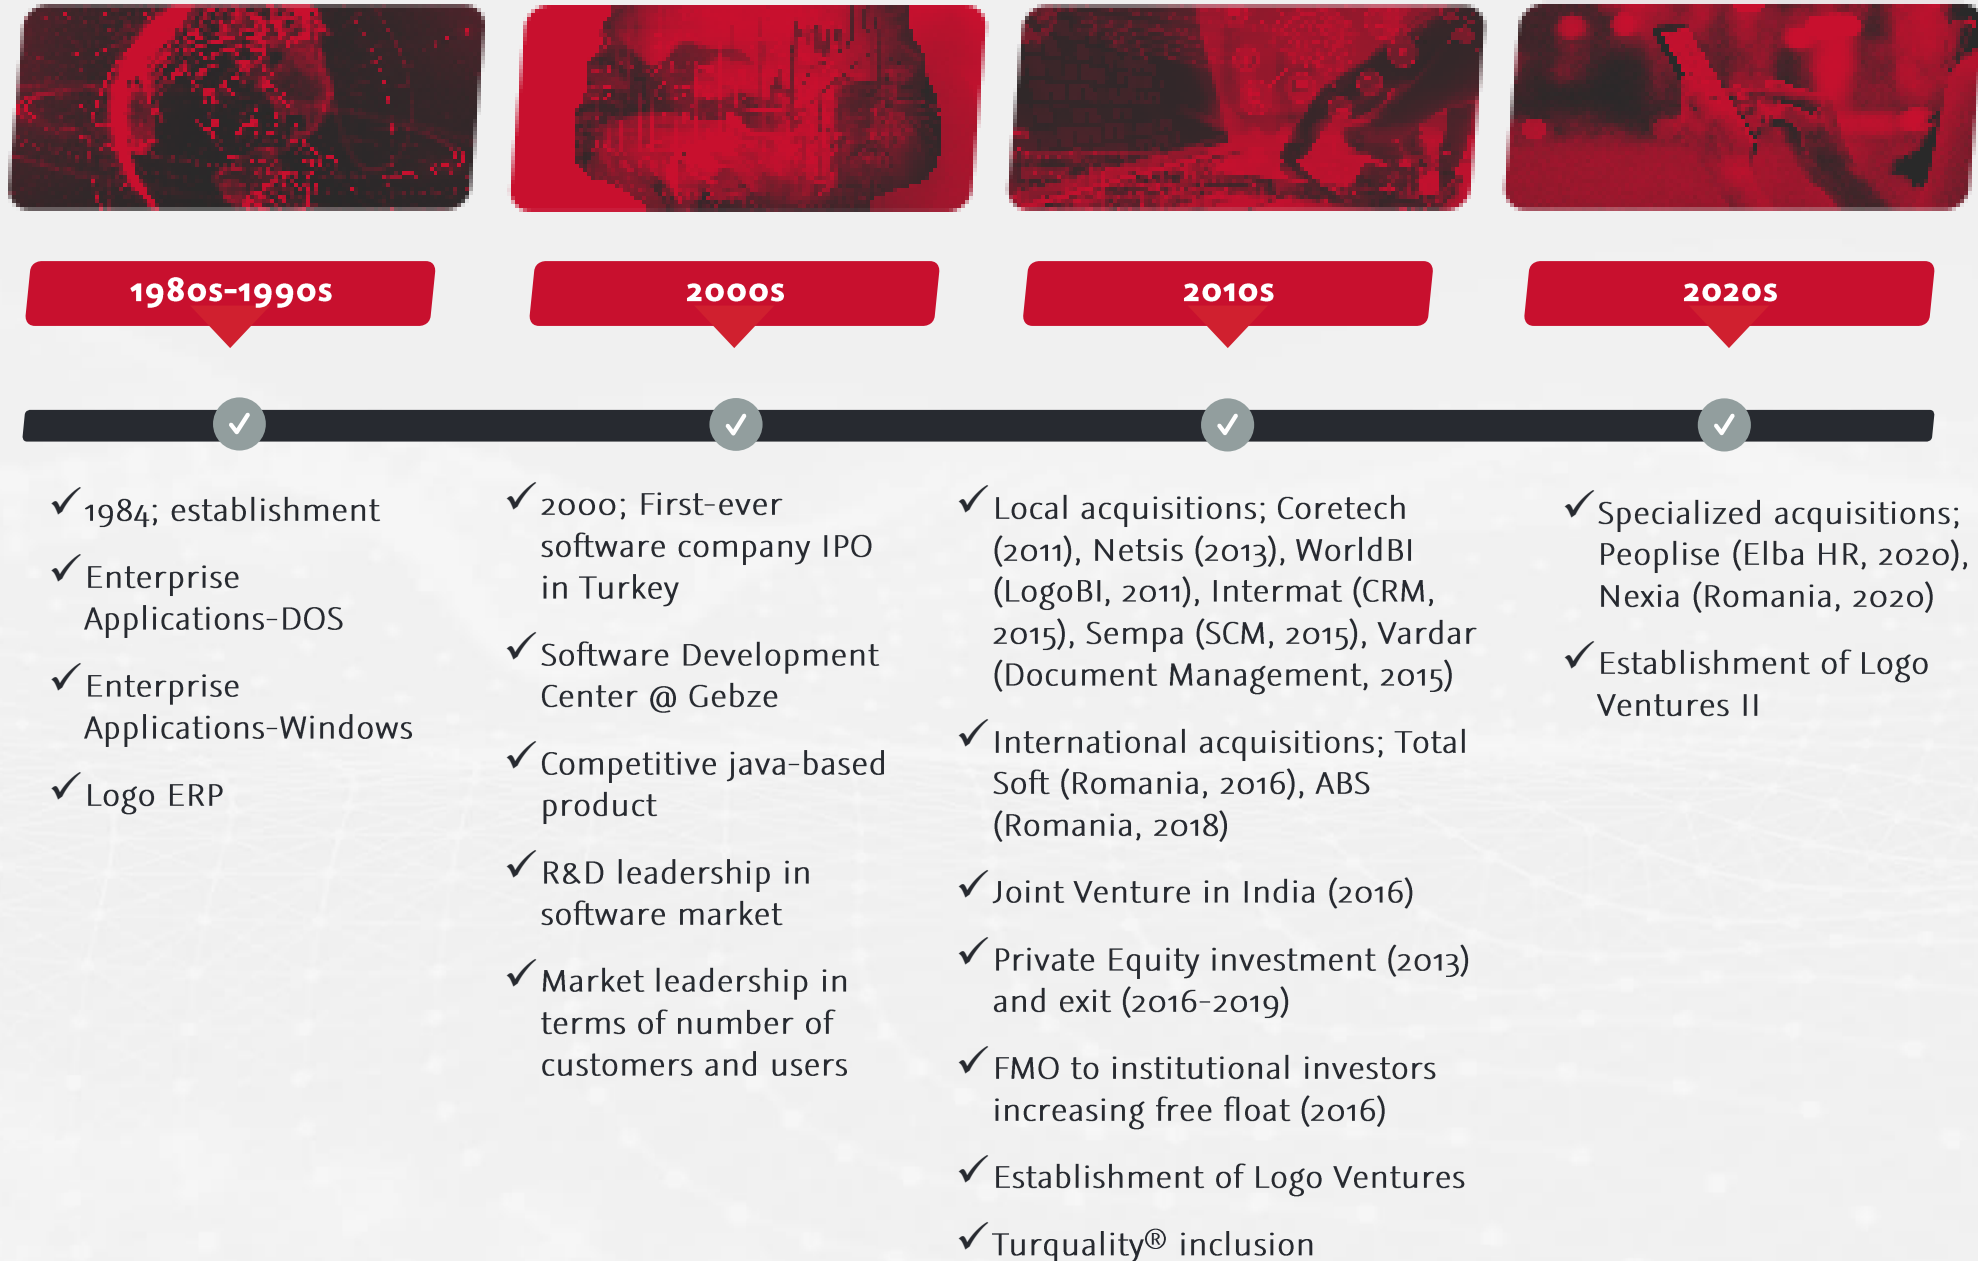 1980s-1990s
2000s
2010s
2020s
✓ 1984; establishment
✓ Enterprise
Applications-DOS
✓ Enterprise
Applications-Windows
✓ Logo ERP
✓ 2000; First-ever
software company IPO
in Turkey
✓ Software Development
Center @ Gebze
✓ Competitive java-based
product
✓ R&D leadership in
software market
✓ Market leadership in
terms of number of
customers and users
✓ Local acquisitions; Coretech
(2011), Netsis (2013), WorldBI
(LogoBI, 2011), Intermat (CRM,
2015), Sempa (SCM, 2015), Vardar
(Document Management, 2015)
✓ International acquisitions; Total
Soft (Romania, 2016), ABS
(Romania, 2018)
✓ Joint Venture in India (2016)
✓ Private Equity investment (2013)
and exit (2016-2019)
✓ FMO to institutional investors
increasing free float (2016)
✓ Establishment of Logo Ventures
✓ Turquality® inclusion
✓ Specialized acquisitions;
Peoplise (Elba HR, 2020),
Nexia (Romania, 2020)
✓ Establishment of Logo
Ventures II